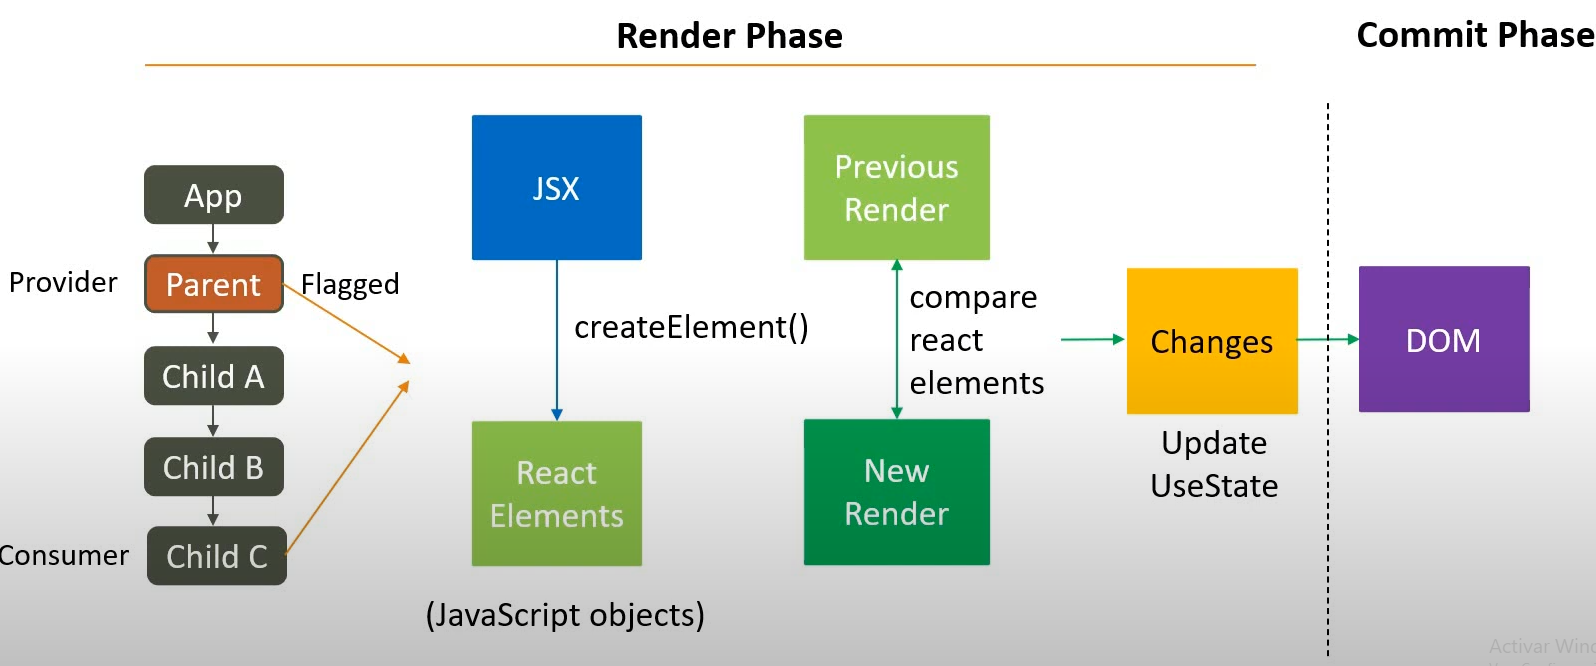 Render Phase
Commit Phase
App
Provider
Parent
Flagged
Child A
Child B
Consumer
Child C
JSX
createElement()
React
Elements
(JavaScript objects)
Previous
Render
compare
react
elements
New
Render
Changes
Update
UseState
DOM
Activar Win